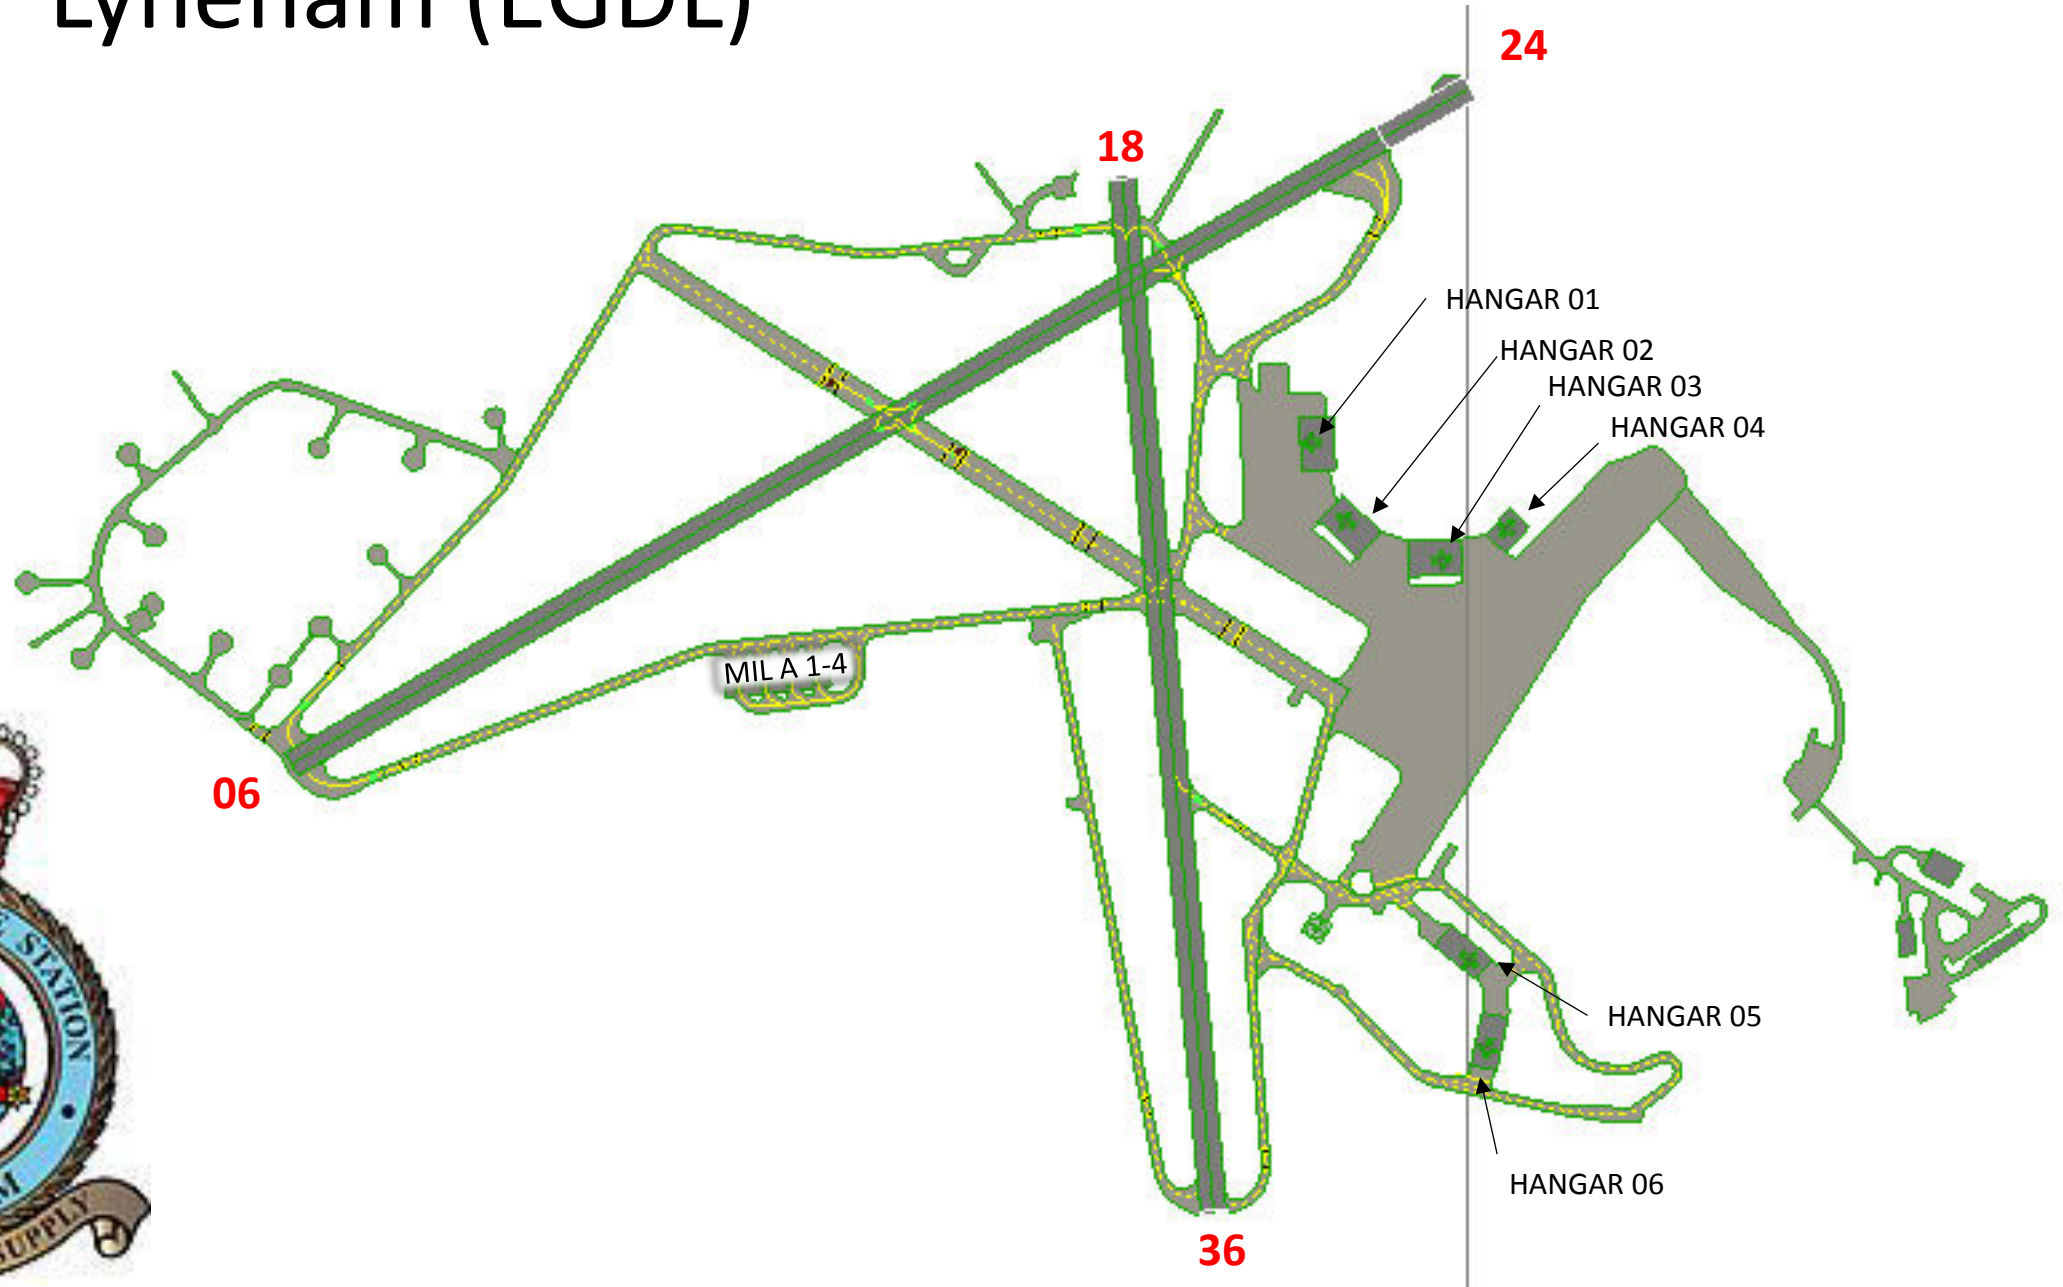 Lyneham (EGDL)
24
18
HANGAR 01
HANGAR 02
HANGAR 03
HANGAR 04
MIL A 1-4
06
STATION
HANGAR 05
HANGAR 06
SUPPLY
36